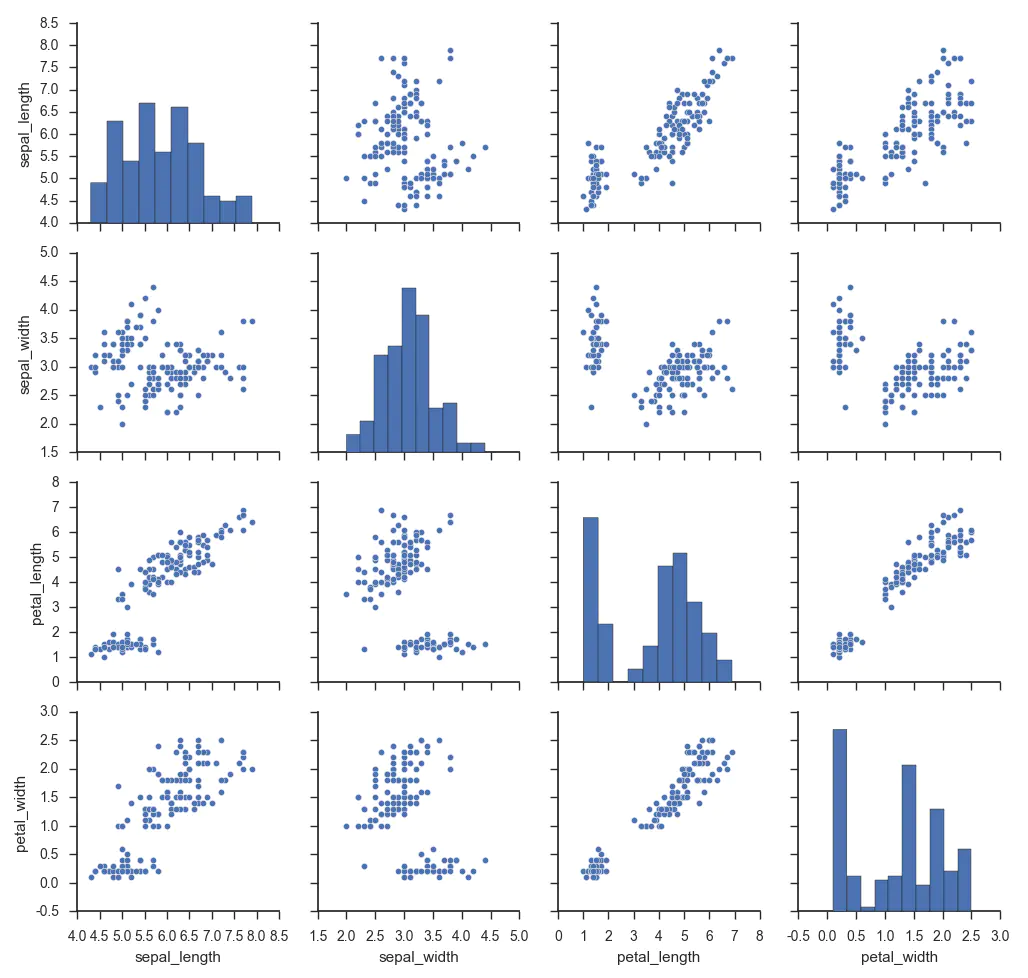 8.5
8.0
7.5
7.0
6.5
6.0
5.5
5.0
4.5
4.0
sepal_length
5.0
4.5
4.0
3.5
3.0
2.5
2.0
1.5
sepal_width
8
7
6
5
4
3
2
1
0
petal_length
3.0
2.5
2.0
1.5
1.0
0.5
0.0
-0.5
petal_width
4.0 4.5 5.0 5.5 6.0 6.5 7.0 7.5 8.0 8.5
sepal_length
1.5 2.0 2.5 3.0 3.5 4.0 4.5 5.0
sepal_width
0 1 2 3 4 5 6 7 8
petal_length
-0.5 0.0 0.5 1.0 1.5 2.0 2.5 3.0
petal_width